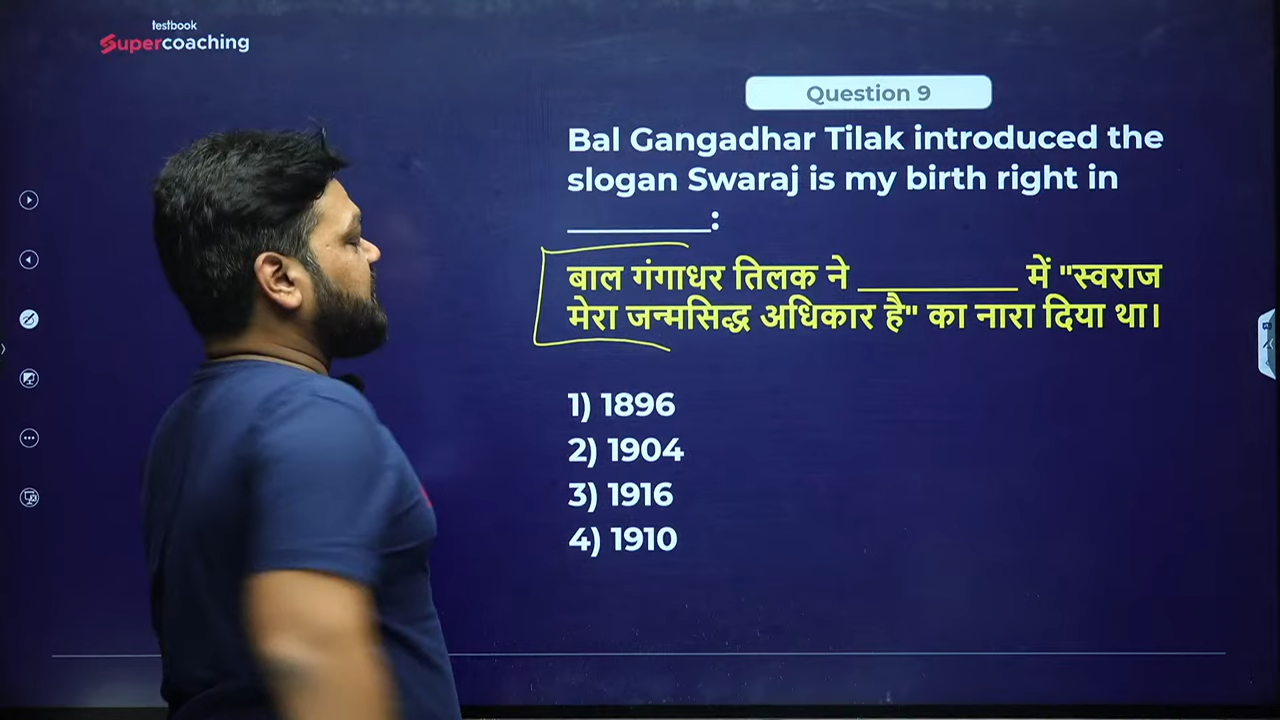 testbook
Supercoaching
Question 9
Bal Gangadhar Tilak introduced the
slogan Swaraj is my birth right in
_________:
बाल गंगाधर तिलक ने __________ में "स्वराज
मेरा जन्मसिद्ध अधिकार है" का नारा दिया था।
1) 1896
2) 1904
3) 1916
4) 1910